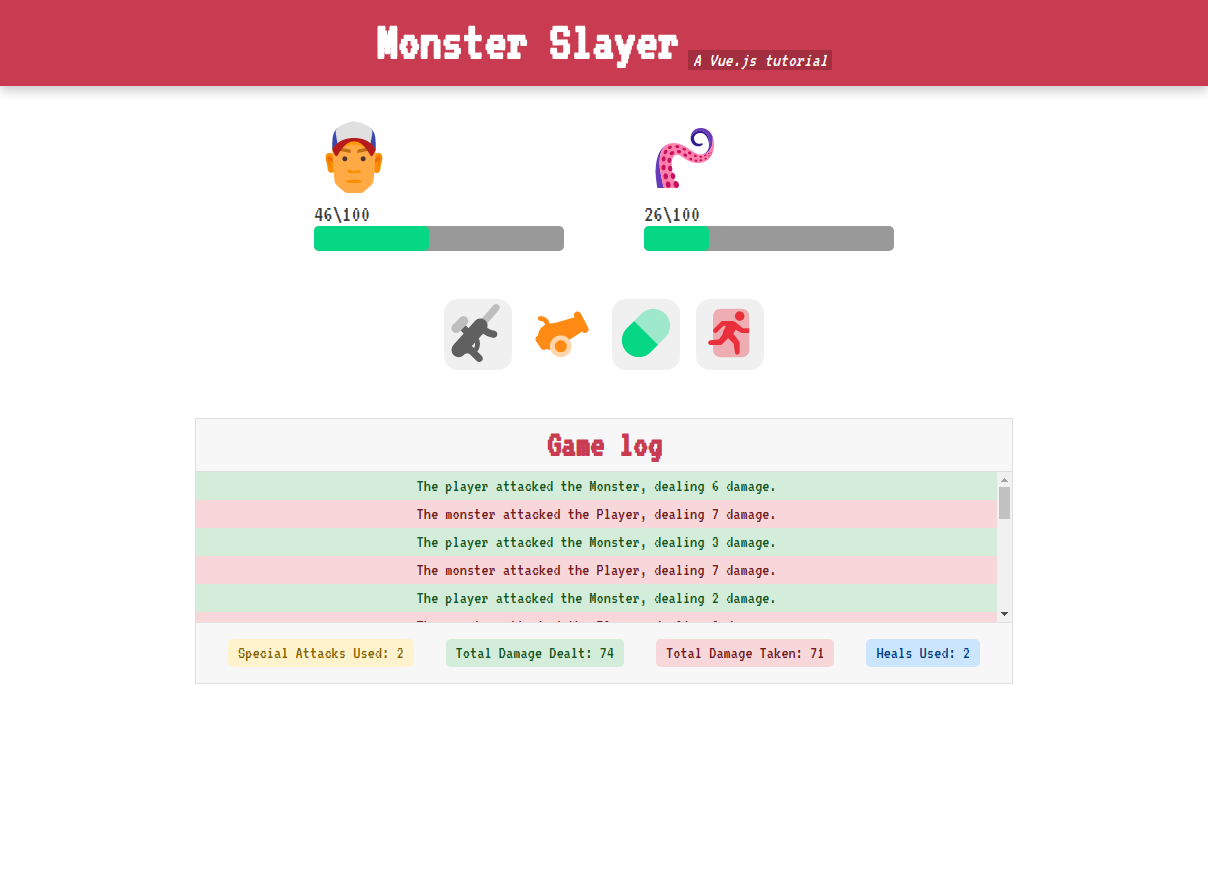 Monster Slayer A Vue.js tutorial
46\100
26\100
Game log
The player attacked the Monster, dealing 6 damage.
The monster attacked the Player, dealing 7 damage.
The player attacked the Monster, dealing 3 damage.
The monster attacked the Player, dealing 7 damage.
The player attacked the Monster, dealing 2 damage.
Special Attacks Used: 2
Total Damage Dealt: 74
Total Damage Taken: 71
Heals Used: 2